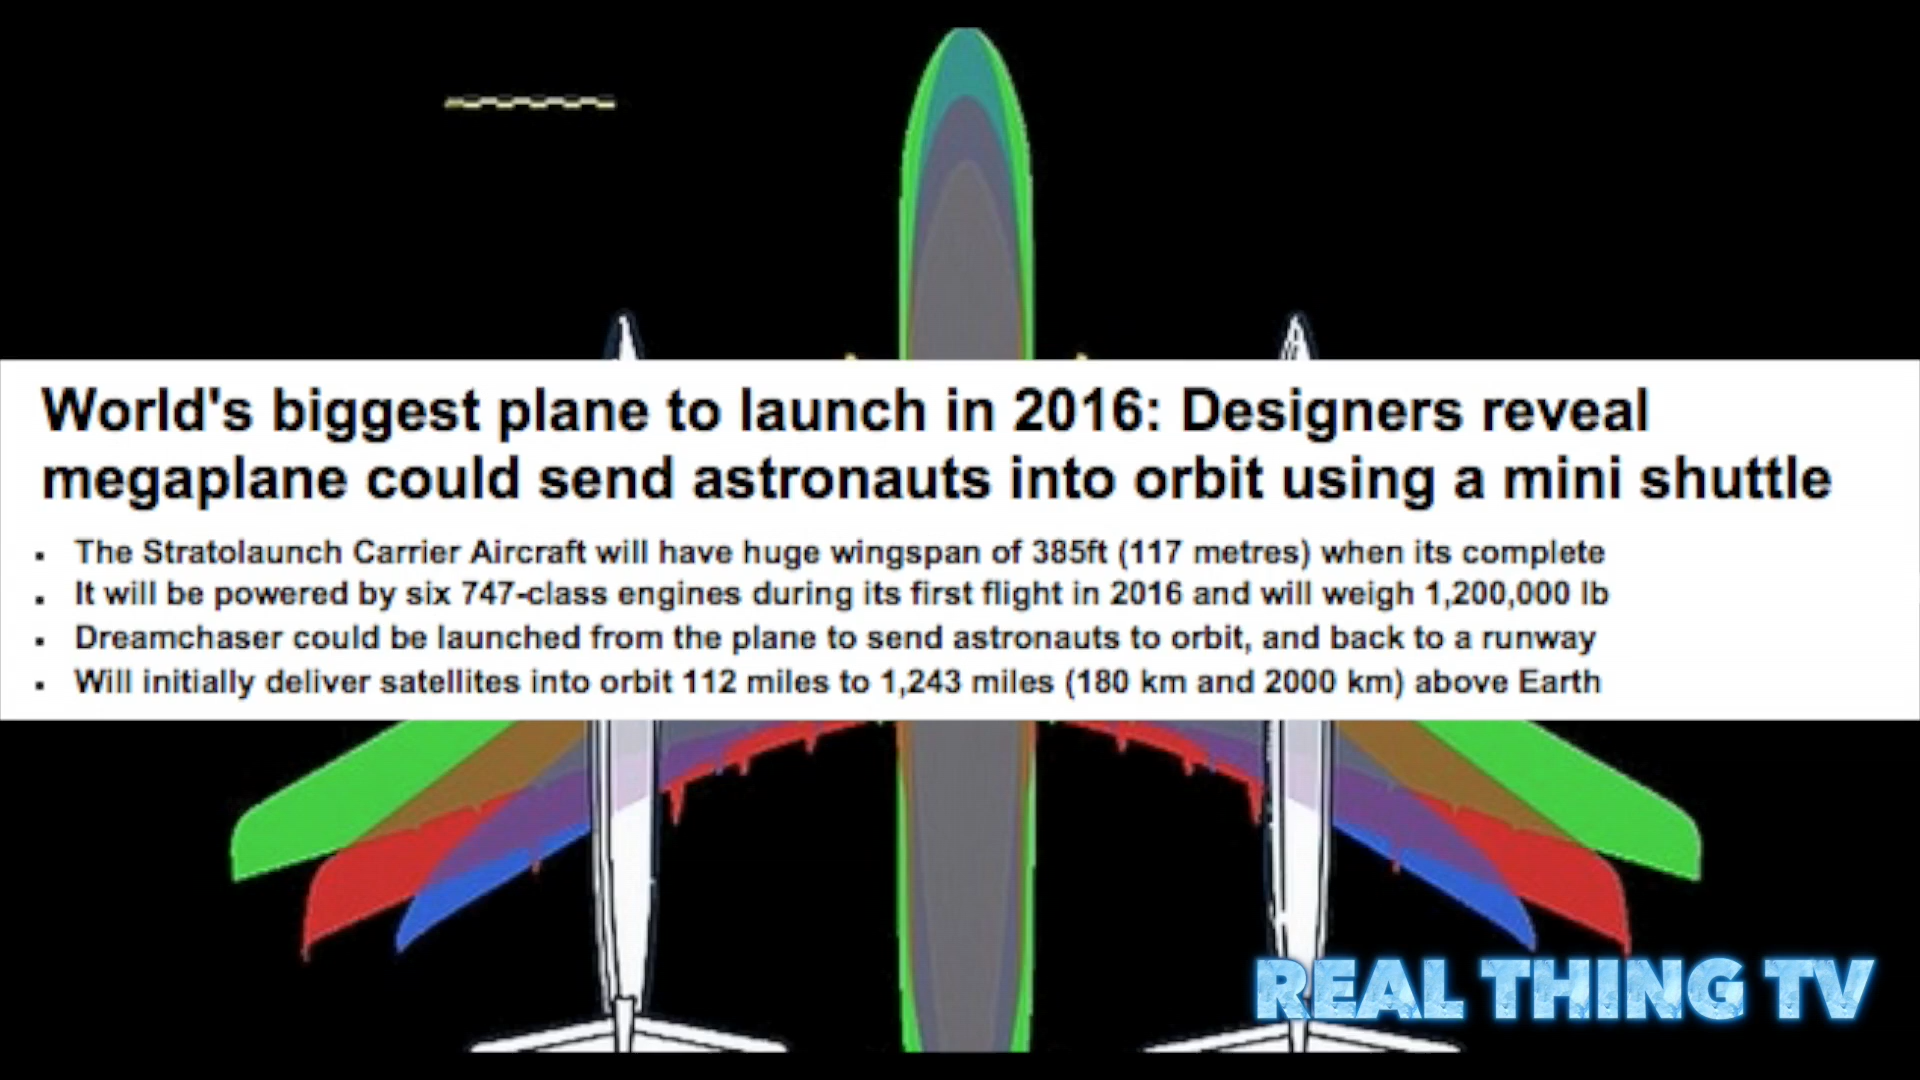 World's biggest plane to launch in 2016: Designers reveal
megaplane could send astronauts into orbit using a mini shuttle
The Stratolaunch Carrier Aircraft will have huge wingspan of 385ft (117 metres) when its complete
It will be powered by six 747-class engines during its first flight in 2016 and will weigh 1,200,000 lb
Dreamchaser could be launched from the plane to send astronauts to orbit, and back to a runway
Will initially deliver satellites into orbit 112 miles to 1,243 miles (180 km and 2000 km) above Earth
REAL THING TV